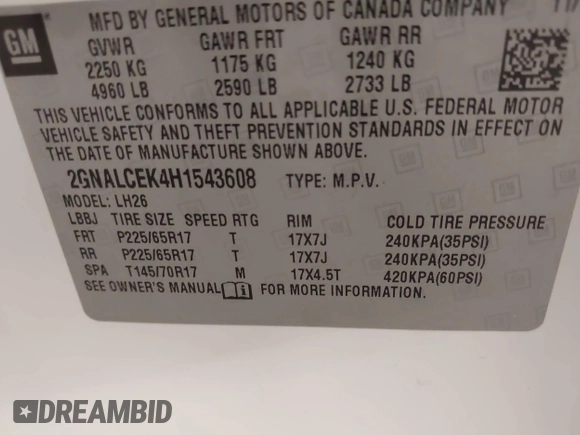 MFD BY GENERAL MOTORS OF CANADA COMPANY
GM
GVWR GAWR FRT GAWR RR
2250 KG 1175 KG 1240 KG
4960 LB 2590 LB 2733 LB
THIS VEHICLE CONFORMS TO ALL APPLICABLE U.S. FEDERAL MOTOR
VEHICLE SAFETY AND THEFT PREVENTION STANDARDS IN EFFECT ON
THE DATE OF MANUFACTURE SHOWN ABOVE.
2GNALCEK4H1543608 TYPE: M.P.V.
MODEL: LH26
LBBJ TIRE SIZE SPEED RTG RIM COLD TIRE PRESSURE
FRT P225/65R17 T 17X7J 240KPA(35PSI)
RR P225/65R17 T 17X7J 240KPA(35PSI)
SPA T145/70R17 M 17X4.5T 420KPA(60PSI)
SEE OWNER'S MANUAL FOR MORE INFORMATION.
DREAMBID